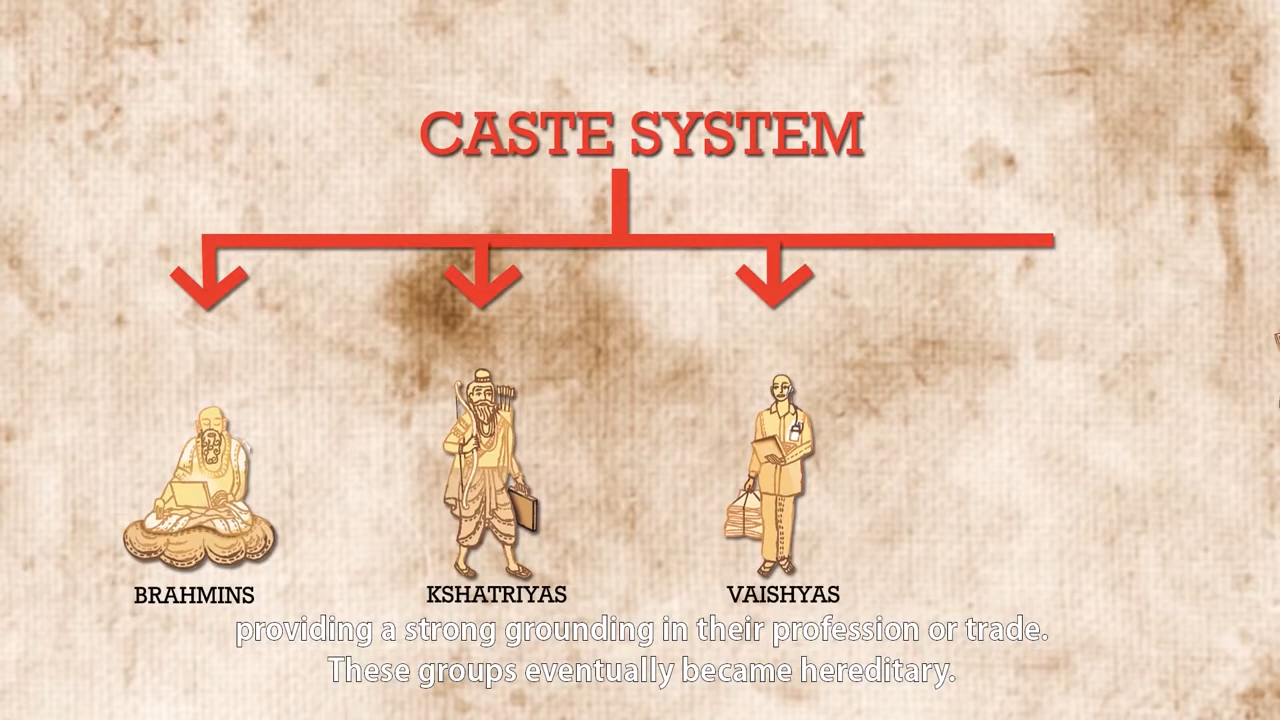 CASTE SYSTEM
BRAHMINS
KSHATRIYAS
VAISHYAS
providing a strong grounding in their profession or trade.
These groups eventually became hereditary.